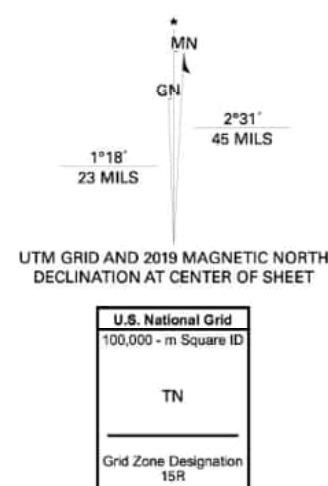 ★
MN
GN
2°31´
45 MILS
1°18´
23 MILS
UTM GRID AND 2019 MAGNETIC NORTH
DECLINATION AT CENTER OF SHEET
U.S. National Grid
100,000 - m Square ID
TN
Grid Zone Designation
15R